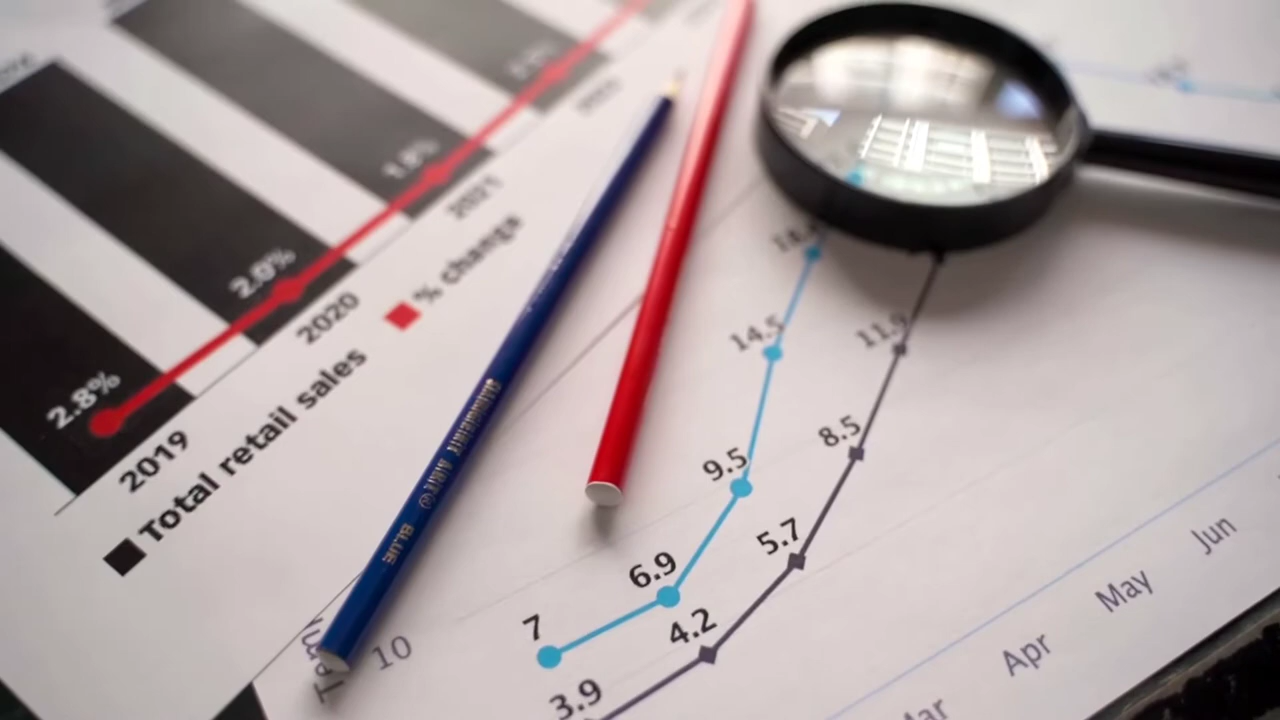 2.8%
2.0%
1.8%
2019
2020
2021
Total retail sales
% change
BLUE
10
7
6.9
9.5
14.5
3.9
4.2
5.7
8.5
11.9
Apr
May
Jun